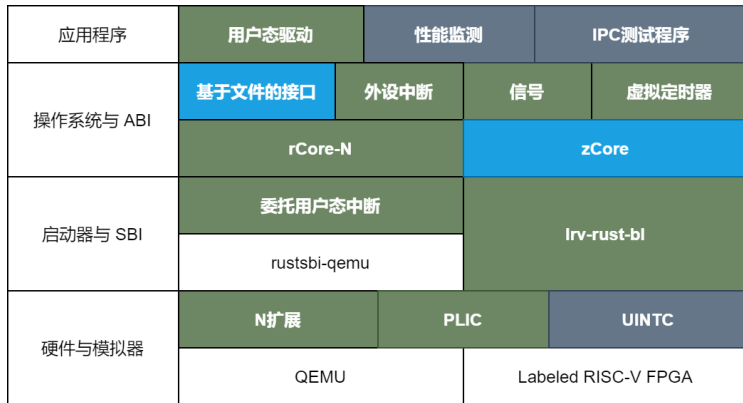 应用程序
用户态驱动
性能监测
IPC测试程序
操作系统与 ABI
基于文件的接口
外设中断
信号
虚拟定时器
rCore-N
zCore
启动器与 SBI
委托用户态中断
lrv-rust-bl
rustsbi-qemu
硬件与模拟器
N扩展
PLIC
UINTC
QEMU
Labeled RISC-V FPGA